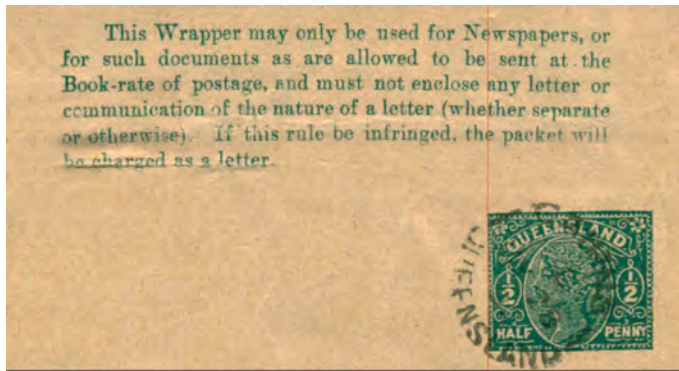 This Wrapper may only be used for Newspapers, or
for such documents as are allowed to be sent at the
Book-rate of postage, and must not enclose any letter or
communication of the nature of a letter (whether separate
or otherwise). If this rule be infringed, the packet will
be charged as a letter.
QUEENSLAND
1/2 1/2
HALF PENNY
QUEENSLAND